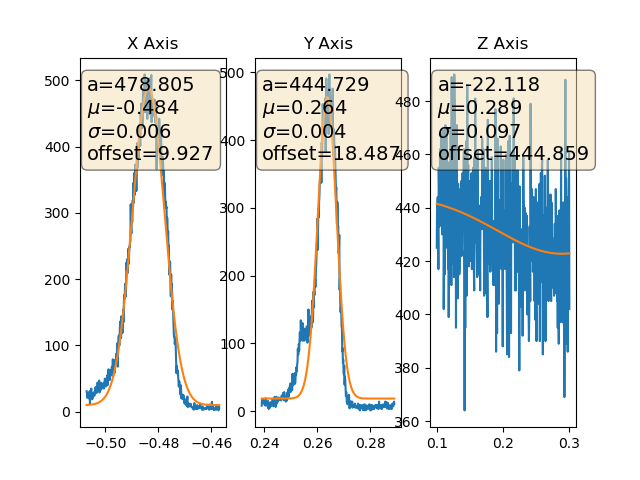 X Axis
Y Axis
Z Axis
a=478.805
μ=-0.484
σ=0.006
offset=9.927
a=444.729
μ=0.264
σ=0.004
offset=18.487
a=-22.118
μ=0.289
σ=0.097
offset=444.859
500
400
300
200
100
0
−0.50
−0.48
−0.46
500
400
300
200
100
0
0.24
0.26
0.28
480
460
440
420
400
380
360
0.1
0.2
0.3